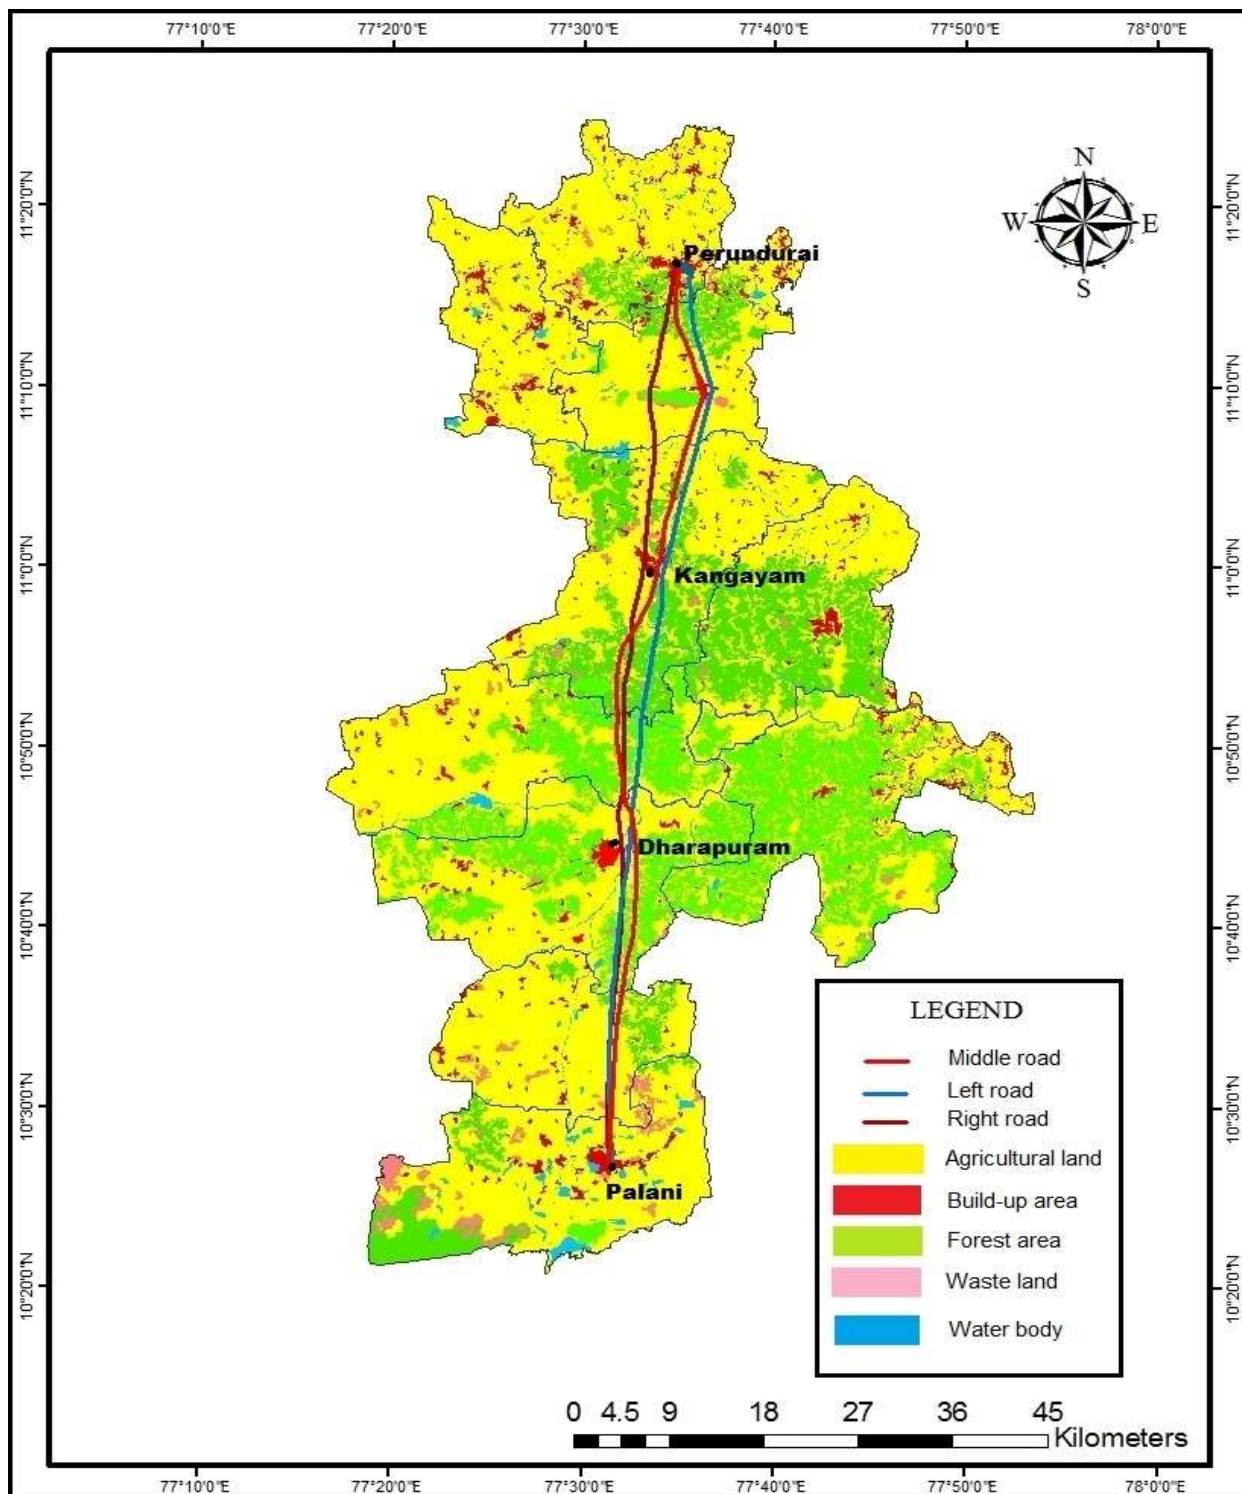 77°10'0"E 77°20'0"E 77°30'0"E 77°40'0"E 77°50'0"E 78°0'0"E
11°20'0"N
11°10'0"N
11°0'0"N
10°50'0"N
10°40'0"N
10°30'0"N
10°20'0"N
N
W E
S
Perundurai
Kangayam
Dharapuram
Palani
11°20'0"N
11°10'0"N
11°0'0"N
10°50'0"N
10°40'0"N
10°30'0"N
10°20'0"N
LEGEND
Middle road
Left road
Right road
Agricultural land
Build-up area
Forest area
Waste land
Water body
0 4.5 9 18 27 36 45
Kilometers
77°10'0"E 77°20'0"E 77°30'0"E 77°40'0"E 77°50'0"E 78°0'0"E